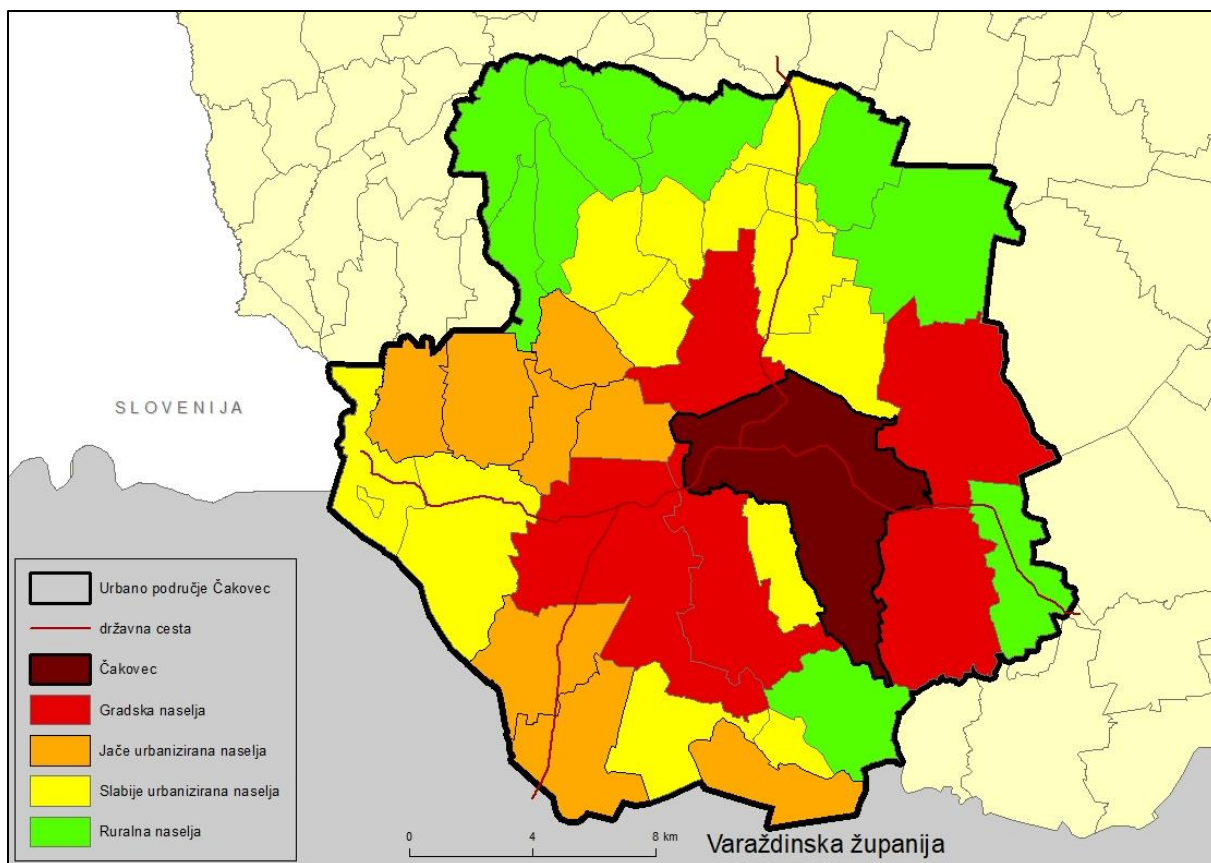 SLOVENIJA
Urbano područje Čakovec
državna cesta
Čakovec
Gradska naselja
Jače urbanizirana naselja
Slabije urbanizirana naselja
Ruralna naselja
0 4 8 km
Varaždinska županija